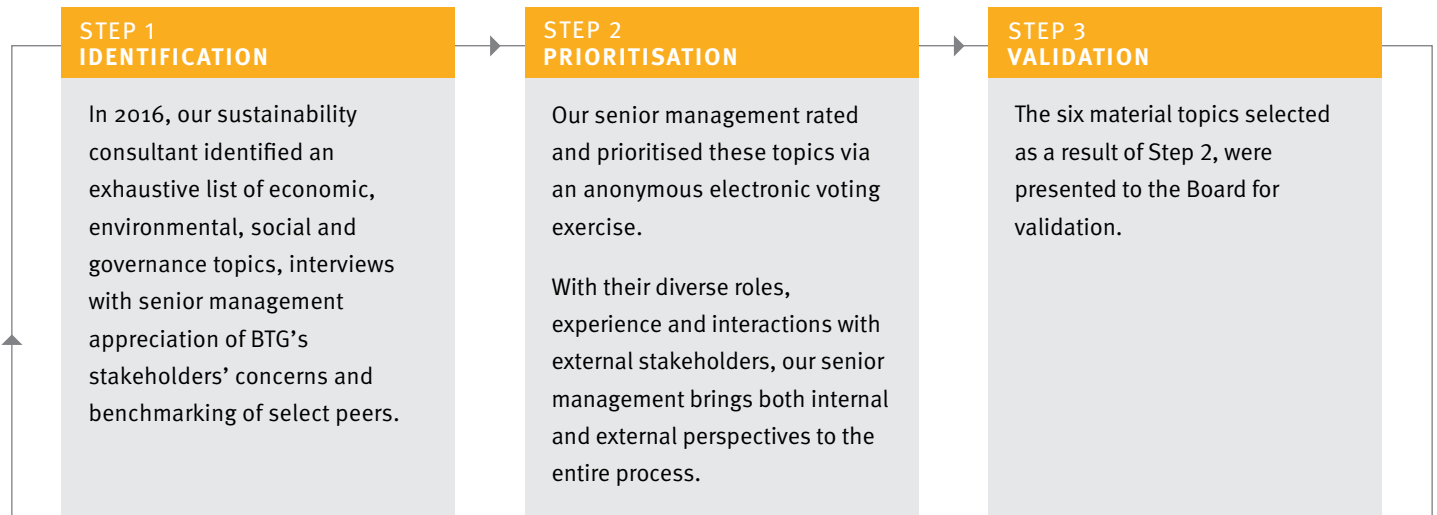 STEP 1
IDENTIFICATION
In 2016, our sustainability
consultant identified an
exhaustive list of economic,
environmental, social and
governance topics, interviews
with senior management
appreciation of BTG’s
stakeholders’ concerns and
benchmarking of select peers.
STEP 2
PRIORITISATION
Our senior management rated
and prioritised these topics via
an anonymous electronic voting
exercise.
With their diverse roles,
experience and interactions with
external stakeholders, our senior
management brings both internal
and external perspectives to the
entire process.
STEP 3
VALIDATION
The six material topics selected
as a result of Step 2, were
presented to the Board for
validation.